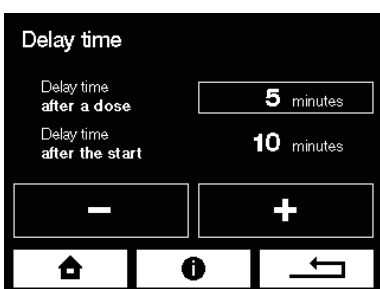 Delay time
Delay time
after a dose
5 minutes
Delay time
after the start
10 minutes
− +
i